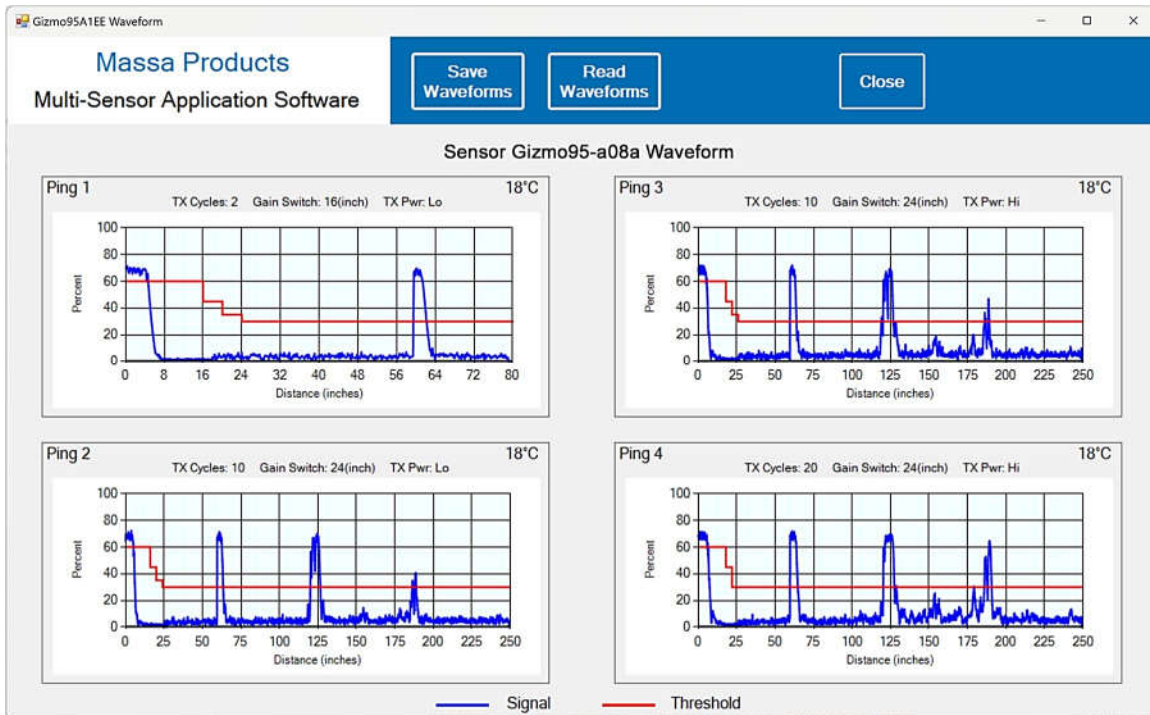 Gizmo95A1EE Waveform
Massa Products
Multi-Sensor Application Software
Save
Waveforms
Read
Waveforms
Close
Sensor Gizmo95-a08a Waveform
Ping 1
18°C
TX Cycles: 2 Gain Switch: 16(inch) TX Pwr: Lo
Percent
100
80
60
40
20
0
0 8 16 24 32 40 48 56 64 72 80
Distance (inches)
Ping 3
18°C
TX Cycles: 10 Gain Switch: 24(inch) TX Pwr: Hi
Percent
100
80
60
40
20
0
0 25 50 75 100 125 150 175 200 225 250
Distance (inches)
Ping 2
18°C
TX Cycles: 10 Gain Switch: 24(inch) TX Pwr: Lo
Percent
100
80
60
40
20
0
0 25 50 75 100 125 150 175 200 225 250
Distance (inches)
Ping 4
18°C
TX Cycles: 20 Gain Switch: 24(inch) TX Pwr: Hi
Percent
100
80
60
40
20
0
0 25 50 75 100 125 150 175 200 225 250
Distance (inches)
Signal
Threshold